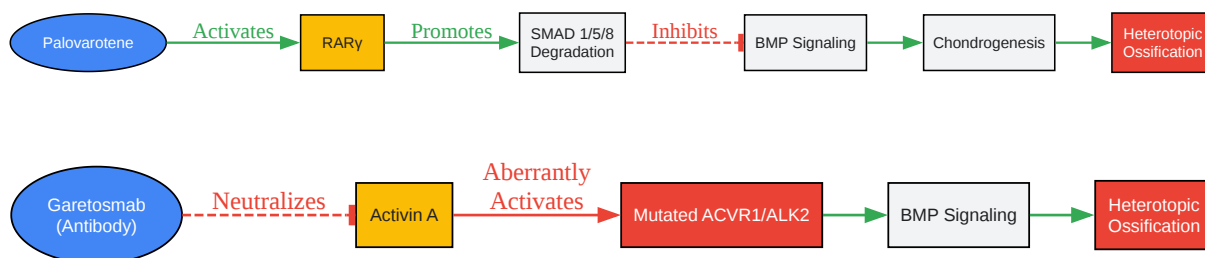 Palovarotene
Activates
RARγ
Promotes
SMAD 1/5/8
Degradation
Inhibits
BMP Signaling
Chondrogenesis
Heterotopic
Ossification
Garetosmab
(Antibody)
Neutralizes
Activin A
Aberrantly
Activates
Mutated ACVR1/ALK2
BMP Signaling
Heterotopic
Ossification